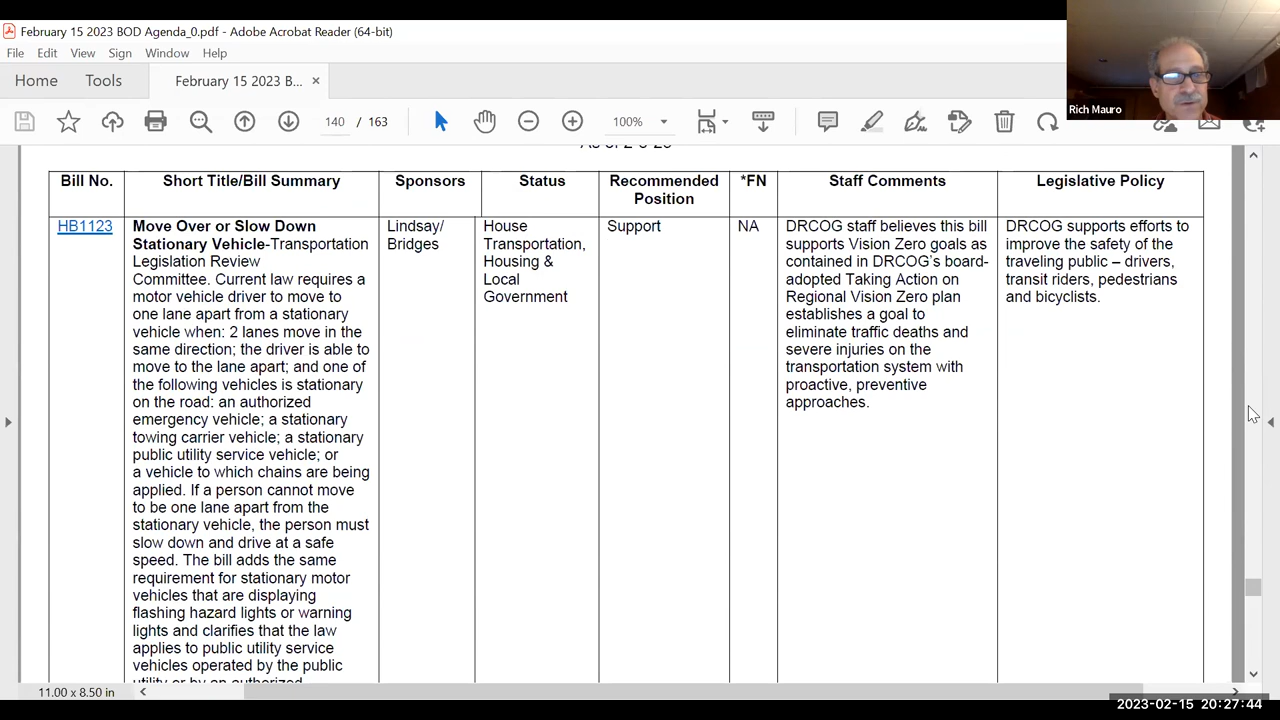 February 15 2023 BOD Agenda_0.pdf - Adobe Acrobat Reader (64-bit)
File Edit View Sign Window Help
Home Tools February 15 2023 B... ×
140 / 163 100%
Rich Mauro
Bill No. Short Title/Bill Summary Sponsors Status Recommended Position *FN Staff Comments Legislative Policy
HB1123
Move Over or Slow Down
Stationary Vehicle-Transportation
Legislation Review
Committee. Current law requires a
motor vehicle driver to move to
one lane apart from a stationary
vehicle when: 2 lanes move in the
same direction; the driver is able to
move to the lane apart; and one of
the following vehicles is stationary
on the road: an authorized
emergency vehicle; a stationary
towing carrier vehicle; a stationary
public utility service vehicle; or
a vehicle to which chains are being
applied. If a person cannot move
to be one lane apart from the
stationary vehicle, the person must
slow down and drive at a safe
speed. The bill adds the same
requirement for stationary motor
vehicles that are displaying
flashing hazard lights or warning
lights and clarifies that the law
applies to public utility service
vehicles operated by the public
utility or by an authorized
Lindsay/
Bridges
House
Transportation,
Housing &
Local
Government
Support
NA
DRCOG staff believes this bill
supports Vision Zero goals as
contained in DRCOG's board-
adopted Taking Action on
Regional Vision Zero plan
establishes a goal to
eliminate traffic deaths and
severe injuries on the
transportation system with
proactive, preventive
approaches.
DRCOG supports efforts to
improve the safety of the
traveling public – drivers,
transit riders, pedestrians
and bicyclists.
11.00 x 8.50 in
2023-02-15 20:27:44